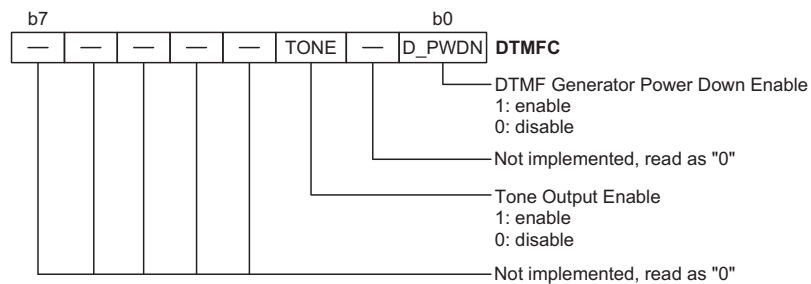 b7 b0
— — — — — TONE — D_PWDN DTMFC
DTMF Generator Power Down Enable
1: enable
0: disable
Not implemented, read as "0"
Tone Output Enable
1: enable
0: disable
Not implemented, read as "0"